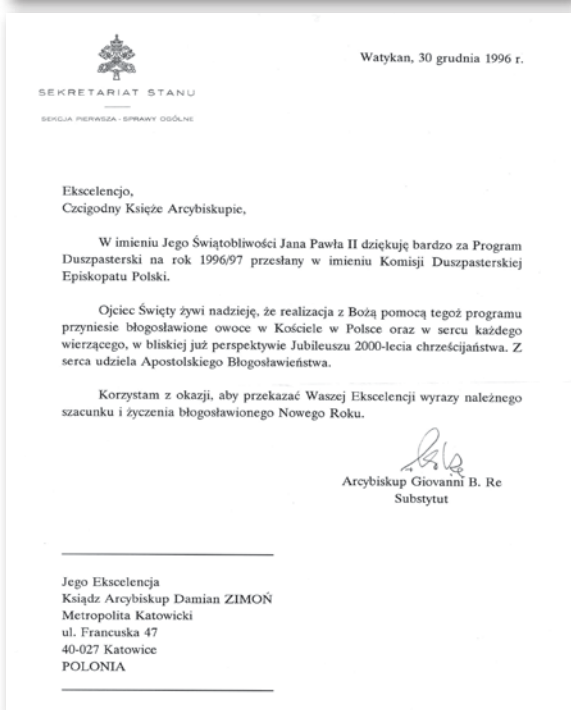 Watykan, 30 grudnia 1996 r.
SEKRETARIAT STANU
SEKCJA PIERWSZA - SPRAWY OGÓLNE
Ekscelencjo,
Czcigodny Księże Arcybiskupie,
W imieniu Jego Świątobliwości Jana Pawła II dziękuję bardzo za Program
Duszpasterski na rok 1996/97 przesłany w imieniu Komisji Duszpasterskiej
Episkopatu Polski.
Ojciec Święty żywi nadzieję, że realizacja z Bożą pomocą tegoż programu
przyniesie błogosławione owoce w Kościele w Polsce oraz w sercu każdego
wierzącego, w bliskiej już perspektywie Jubileuszu 2000-lecia chrześcijaństwa. Z
serca udziela Apostolskiego Błogosławieństwa.
Korzystam z okazji, aby przekazać Waszej Ekscelencji wyrazy należnego
szacunku i życzenia błogosławionego Nowego Roku.
Arcybiskup Giovanni B. Re
Substytut
Jego Ekscelencja
Ksiądz Arcybiskup Damian ZIMOŃ
Metropolita Katowicki
ul. Francuska 47
40-027 Katowice
POLONIA